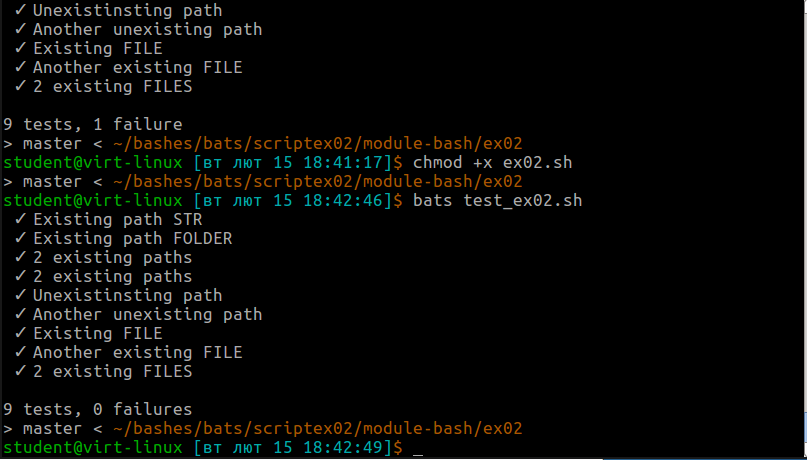 ✓ Unexistinsting path
✓ Another unexisting path
✓ Existing FILE
✓ Another existing FILE
✓ 2 existing FILES
9 tests, 1 failure
> master < ~/bashes/bats/scriptex02/module-bash/ex02
student@virt-linux [вт лют 15 18:41:17]$ chmod +x ex02.sh
> master < ~/bashes/bats/scriptex02/module-bash/ex02
student@virt-linux [вт лют 15 18:42:46]$ bats test_ex02.sh
✓ Existing path STR
✓ Existing path FOLDER
✓ 2 existing paths
✓ 2 existing paths
✓ Unexistinsting path
✓ Another unexisting path
✓ Existing FILE
✓ Another existing FILE
✓ 2 existing FILES
9 tests, 0 failures
> master < ~/bashes/bats/scriptex02/module-bash/ex02
student@virt-linux [вт лют 15 18:42:49]$ _